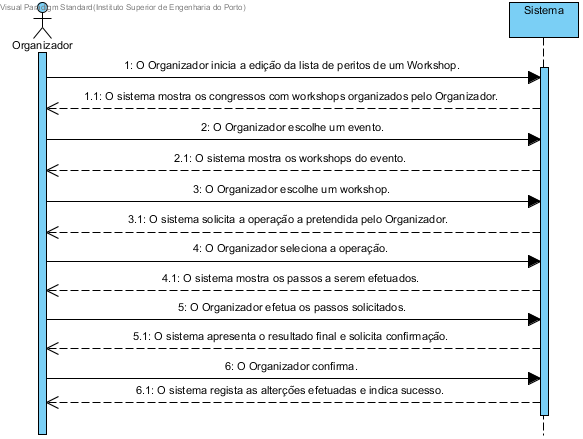 Visual Paradigm Standard(Instituto Superior de Engenharia do Porto)
Sistema
Organizador
1: O Organizador inicia a edição da lista de peritos de um Workshop.
1.1: O sistema mostra os congressos com workshops organizados pelo Organizador.
2: O Organizador escolhe um evento.
2.1: O sistema mostra os workshops do evento.
3: O Organizador escolhe um workshop.
3.1: O sistema solicita a operação a pretendida pelo Organizador.
4: O Organizador seleciona a operação.
4.1: O sistema mostra os passos a serem efetuados.
5: O Organizador efetua os passos solicitados.
5.1: O sistema apresenta o resultado final e solicita confirmação.
6: O Organizador confirma.
6.1: O sistema regista as alterções efetuadas e indica sucesso.